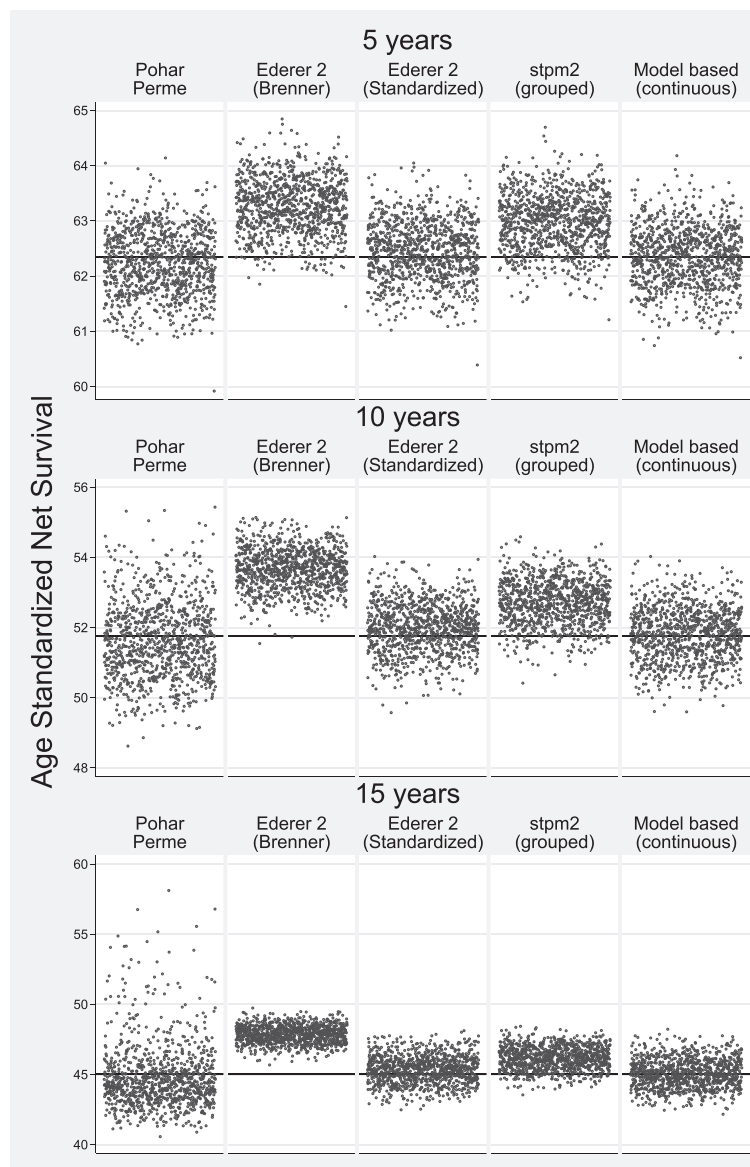 5 years
Pohar Perme
Ederer 2 (Brenner)
Ederer 2 (Standardized)
stpm2 (grouped)
Model based (continuous)
65
64
63
62
61
60
10 years
Pohar Perme
Ederer 2 (Brenner)
Ederer 2 (Standardized)
stpm2 (grouped)
Model based (continuous)
56
54
52
50
48
Age Standardized Net Survival
15 years
Pohar Perme
Ederer 2 (Brenner)
Ederer 2 (Standardized)
stpm2 (grouped)
Model based (continuous)
60
55
50
45
40